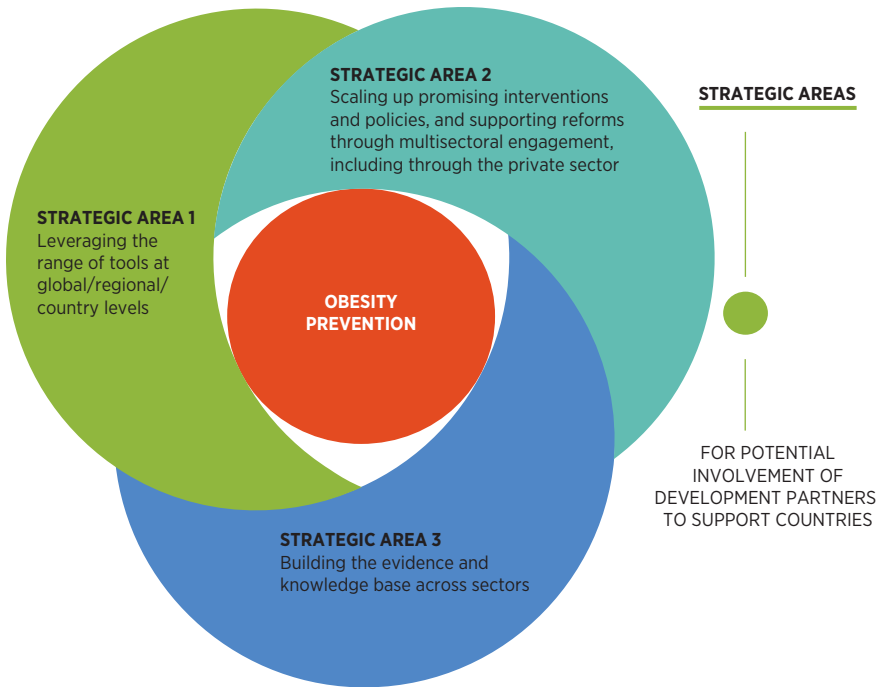 STRATEGIC AREA 1
Leveraging the
range of tools at
global/regional/
country levels
STRATEGIC AREA 2
Scaling up promising interventions
and policies, and supporting reforms
through multisectoral engagement,
including through the private sector
OBESITY
PREVENTION
STRATEGIC AREA 3
Building the evidence and
knowledge base across sectors
STRATEGIC AREAS
FOR POTENTIAL
INVOLVEMENT OF
DEVELOPMENT PARTNERS
TO SUPPORT COUNTRIES